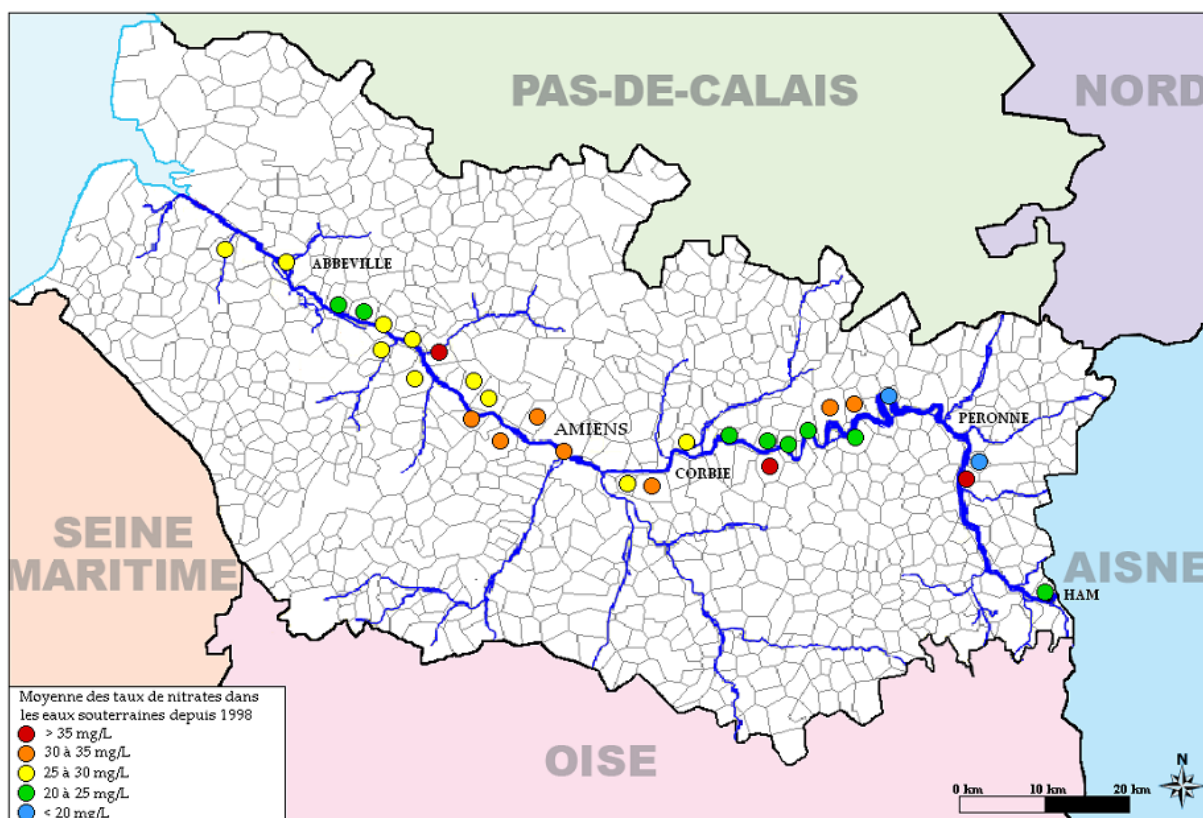 PAS-DE-CALAIS
NORD
ABBEVILLE
AMIENS
PERONNE
CORBIE
SEINE
MARITIME
AISNE
HAM
OISE
Moyenne des taux de nitrates dans
les eaux souterraines depuis 1998
> 35 mg/L
30 à 35 mg/L
25 à 30 mg/L
20 à 25 mg/L
< 20 mg/L
N
0 km 10 km 20 km